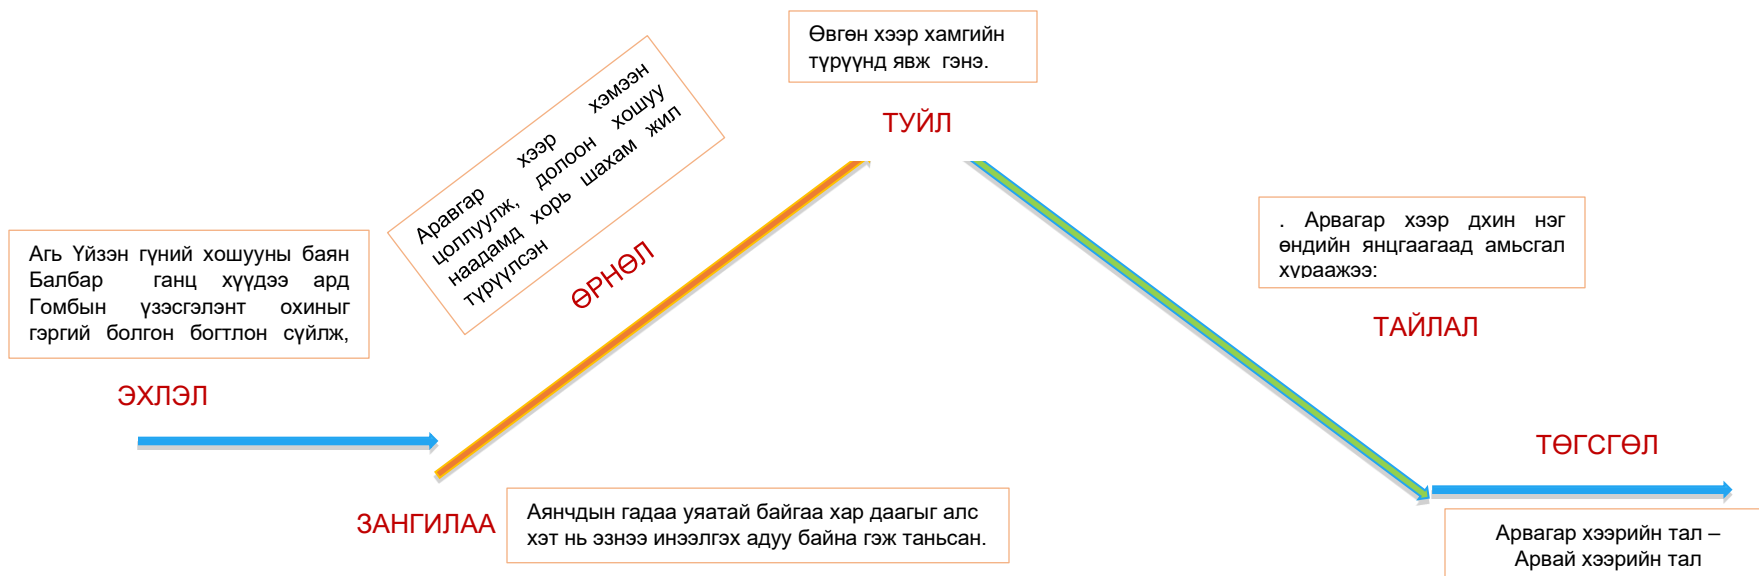 Өвгөн хээр хамгийн
түрүүнд явж гэнэ.
ТУЙЛ
Аравгар хээр хэмээн
цоллуулж, долоон хошуу
наадамд хорь шахам жил
түрүүлсэн
ӨРНӨЛ
Агь Үйзэн гүний хошууны баян
Балбар ганц хүүдээ ард
Гомбын үзэсгэлэнт охиныг
гэргий болгон богтлон сүйлж,
ЭХЛЭЛ
. Арвагар хээр дхин нэг
өндийн янцгаагаад амьсгал
хураажээ:
ТАЙЛАЛ
ТӨГСГӨЛ
ЗАНГИЛАА
Аянчдын гадаа уяатай байгаа хар даагыг алс
хэт нь эзнээ инээлгэх адуу байна гэж таньсан.
Арвагар хээрийн тал –
Арвай хээрийн тал